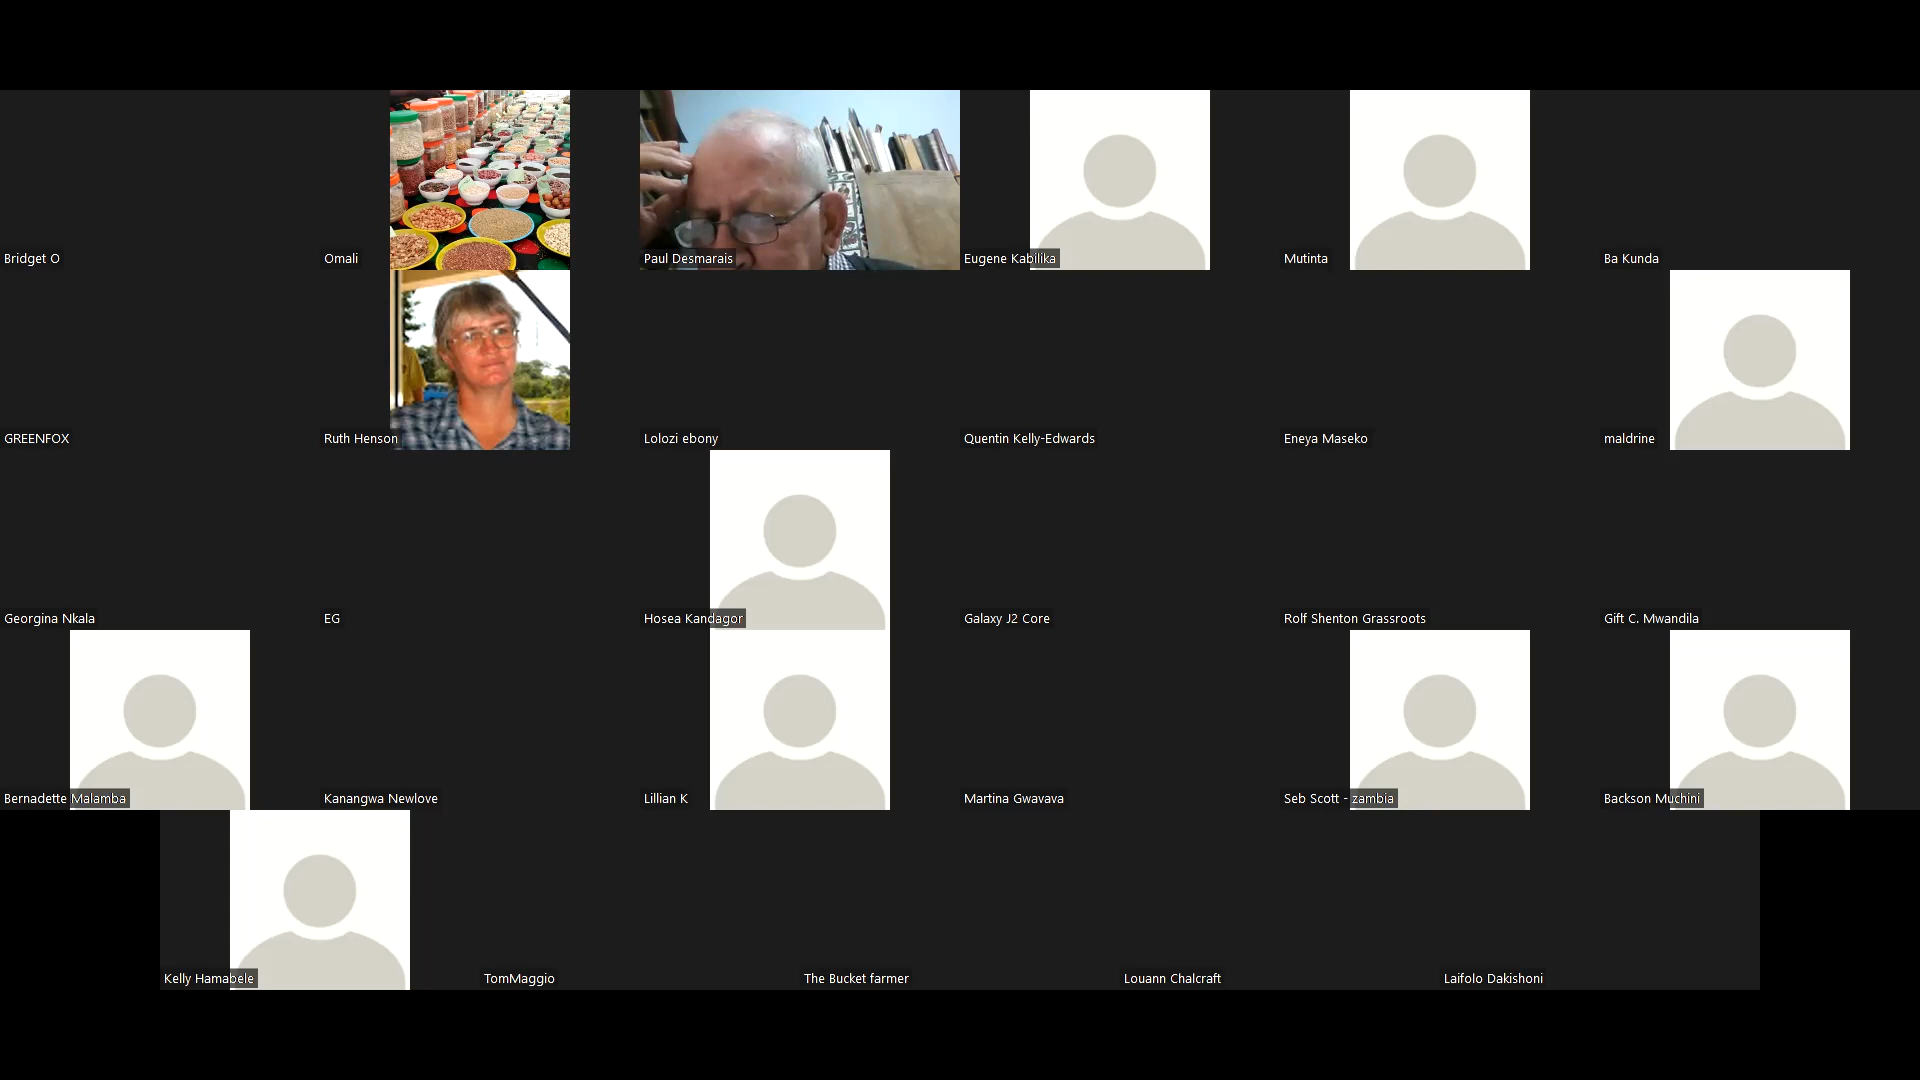 Bridget O
Omali
Paul Desmarais
Eugene Kabilika
Mutinta
Ba Kunda
GREENFOX
Ruth Henson
Lolozi ebony
Quentin Kelly-Edwards
Eneya Maseko
maldrine
Georgina Nkala
EG
Hosea Kandagor
Galaxy J2 Core
Rolf Shenton Grassroots
Gift C. Mwandila
Bernadette Malamba
Kanangwa Newlove
Lillian K
Martina Gwavava
Seb Scott - zambia
Backson Muchini
Kelly Hamabele
TomMaggio
The Bucket farmer
Louann Chalcraft
Laifolo Dakishoni